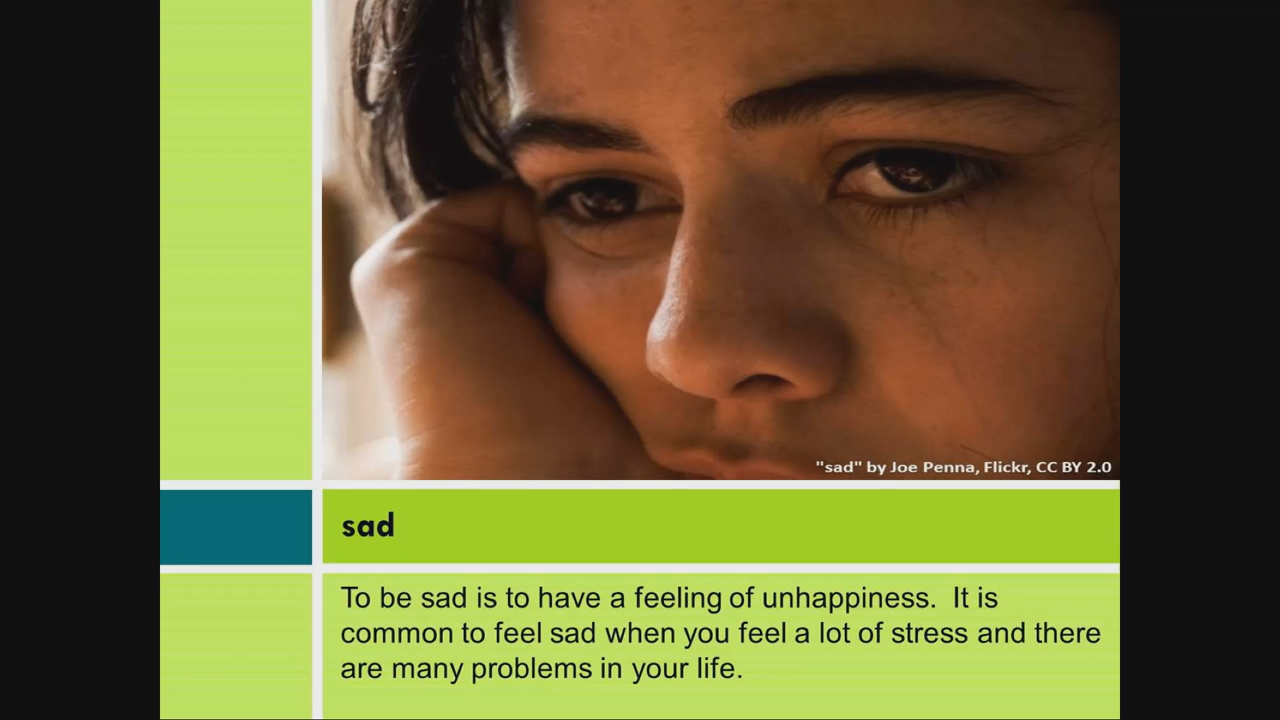 "sad" by Joe Penna, Flickr, CC BY 2.0
sad
To be sad is to have a feeling of unhappiness.  It is
common to feel sad when you feel a lot of stress and there
are many problems in your life.